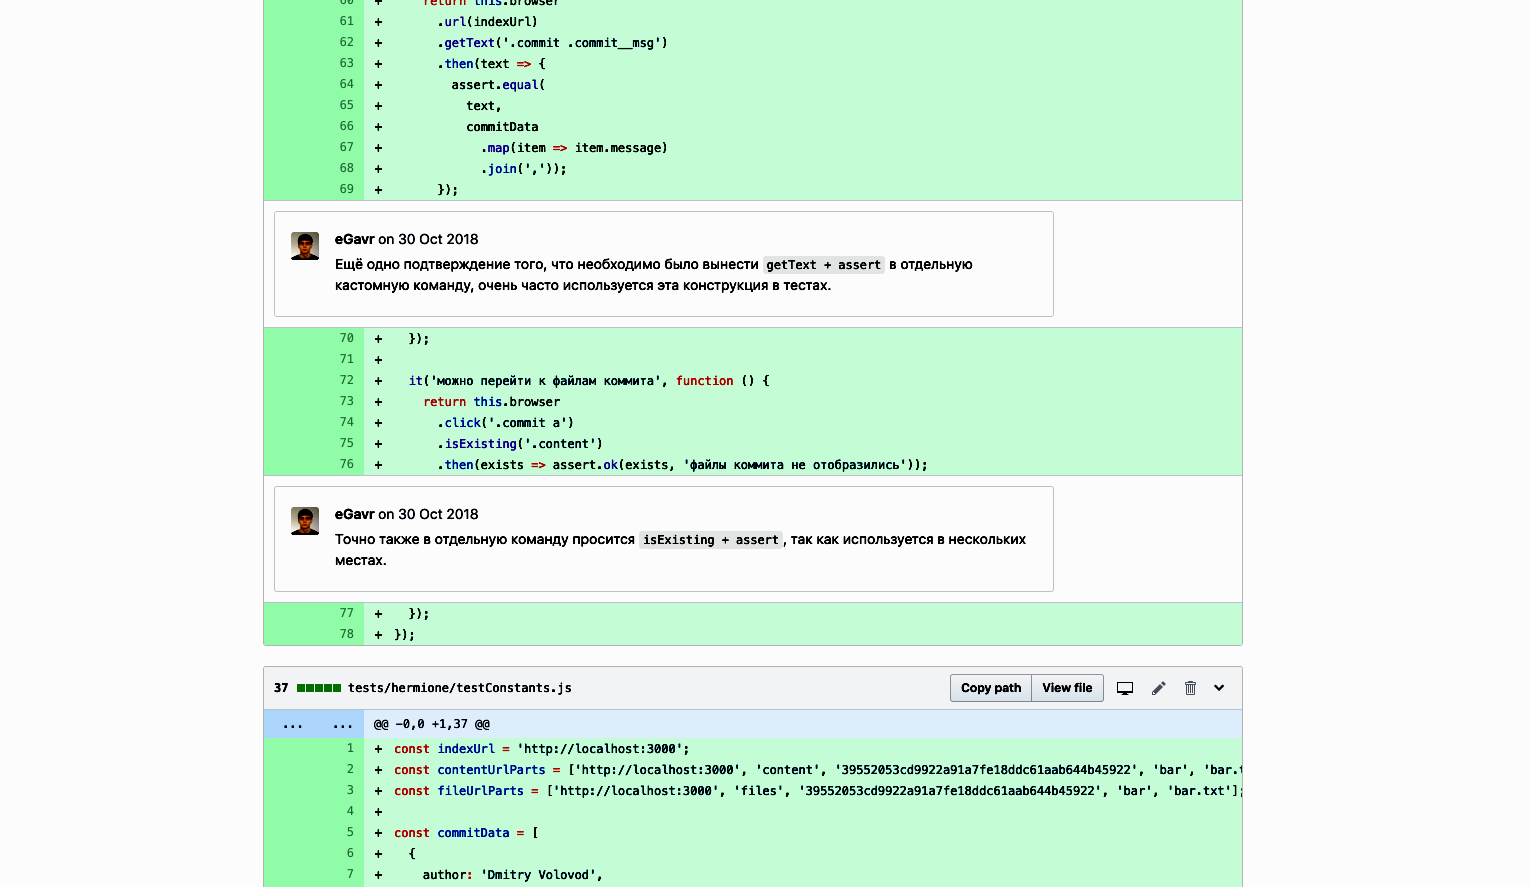 60 + return this.browser
61 + .url(indexUrl)
62 + .getText('.commit .commit__msg')
63 + .then(text => {
64 + assert.equal(
65 + text,
66 + commitData
67 + .map(item => item.message)
68 + .join(','));
69 + });
eGavr on 30 Oct 2018
Ещё одно подтверждение того, что необходимо было вынести getText + assert в отдельную
кастомную команду, очень часто используется эта конструкция в тестах.
70 + });
71 +
72 + it('можно перейти к файлам коммита', function () {
73 + return this.browser
74 + .click('.commit a')
75 + .isExisting('.content')
76 + .then(exists => assert.ok(exists, 'файлы коммита не отобразились'));
eGavr on 30 Oct 2018
Точно также в отдельную команду просится isExisting + assert, так как используется в нескольких
местах.
77 + });
78 + });
37 tests/hermione/testConstants.js Copy path View file
... ... @@ -0,0 +1,37 @@
1 + const indexUrl = 'http://localhost:3000';
2 + const contentUrlParts = ['http://localhost:3000', 'content', '39552053cd9922a91a7fe18ddc61aab644b45922', 'bar', 'bar.t
3 + const fileUrlParts = ['http://localhost:3000', 'files', '39552053cd9922a91a7fe18ddc61aab644b45922', 'bar', 'bar.txt'];
4 +
5 + const commitData = [
6 + {
7 + author: 'Dmitry Volovod',